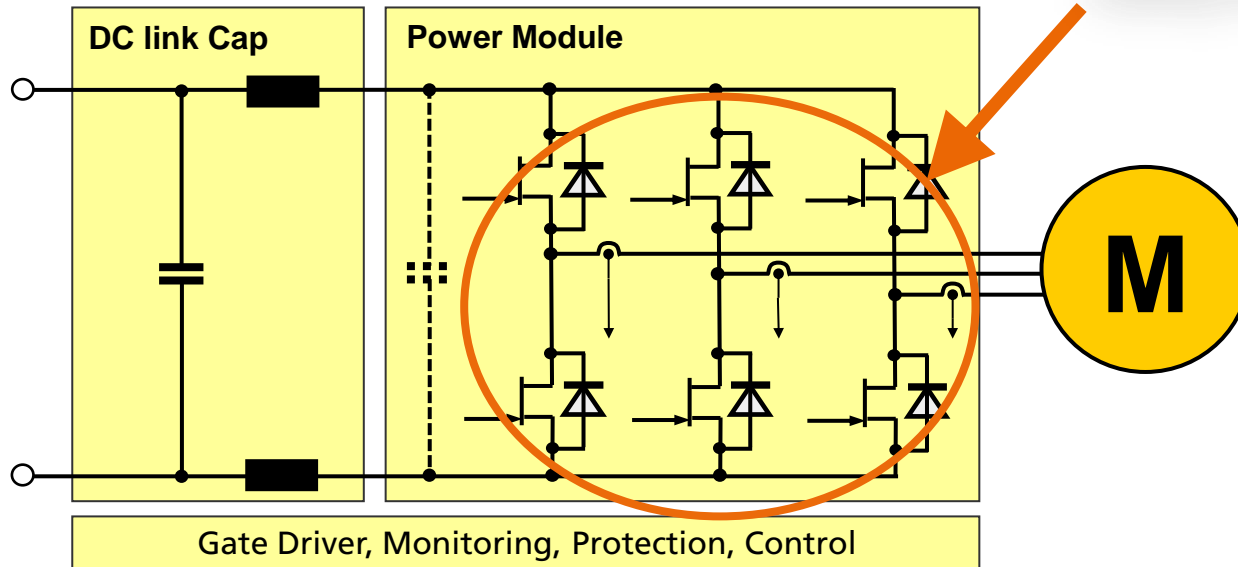 DC link Cap
Power Module
M
Gate Driver, Monitoring, Protection, Control